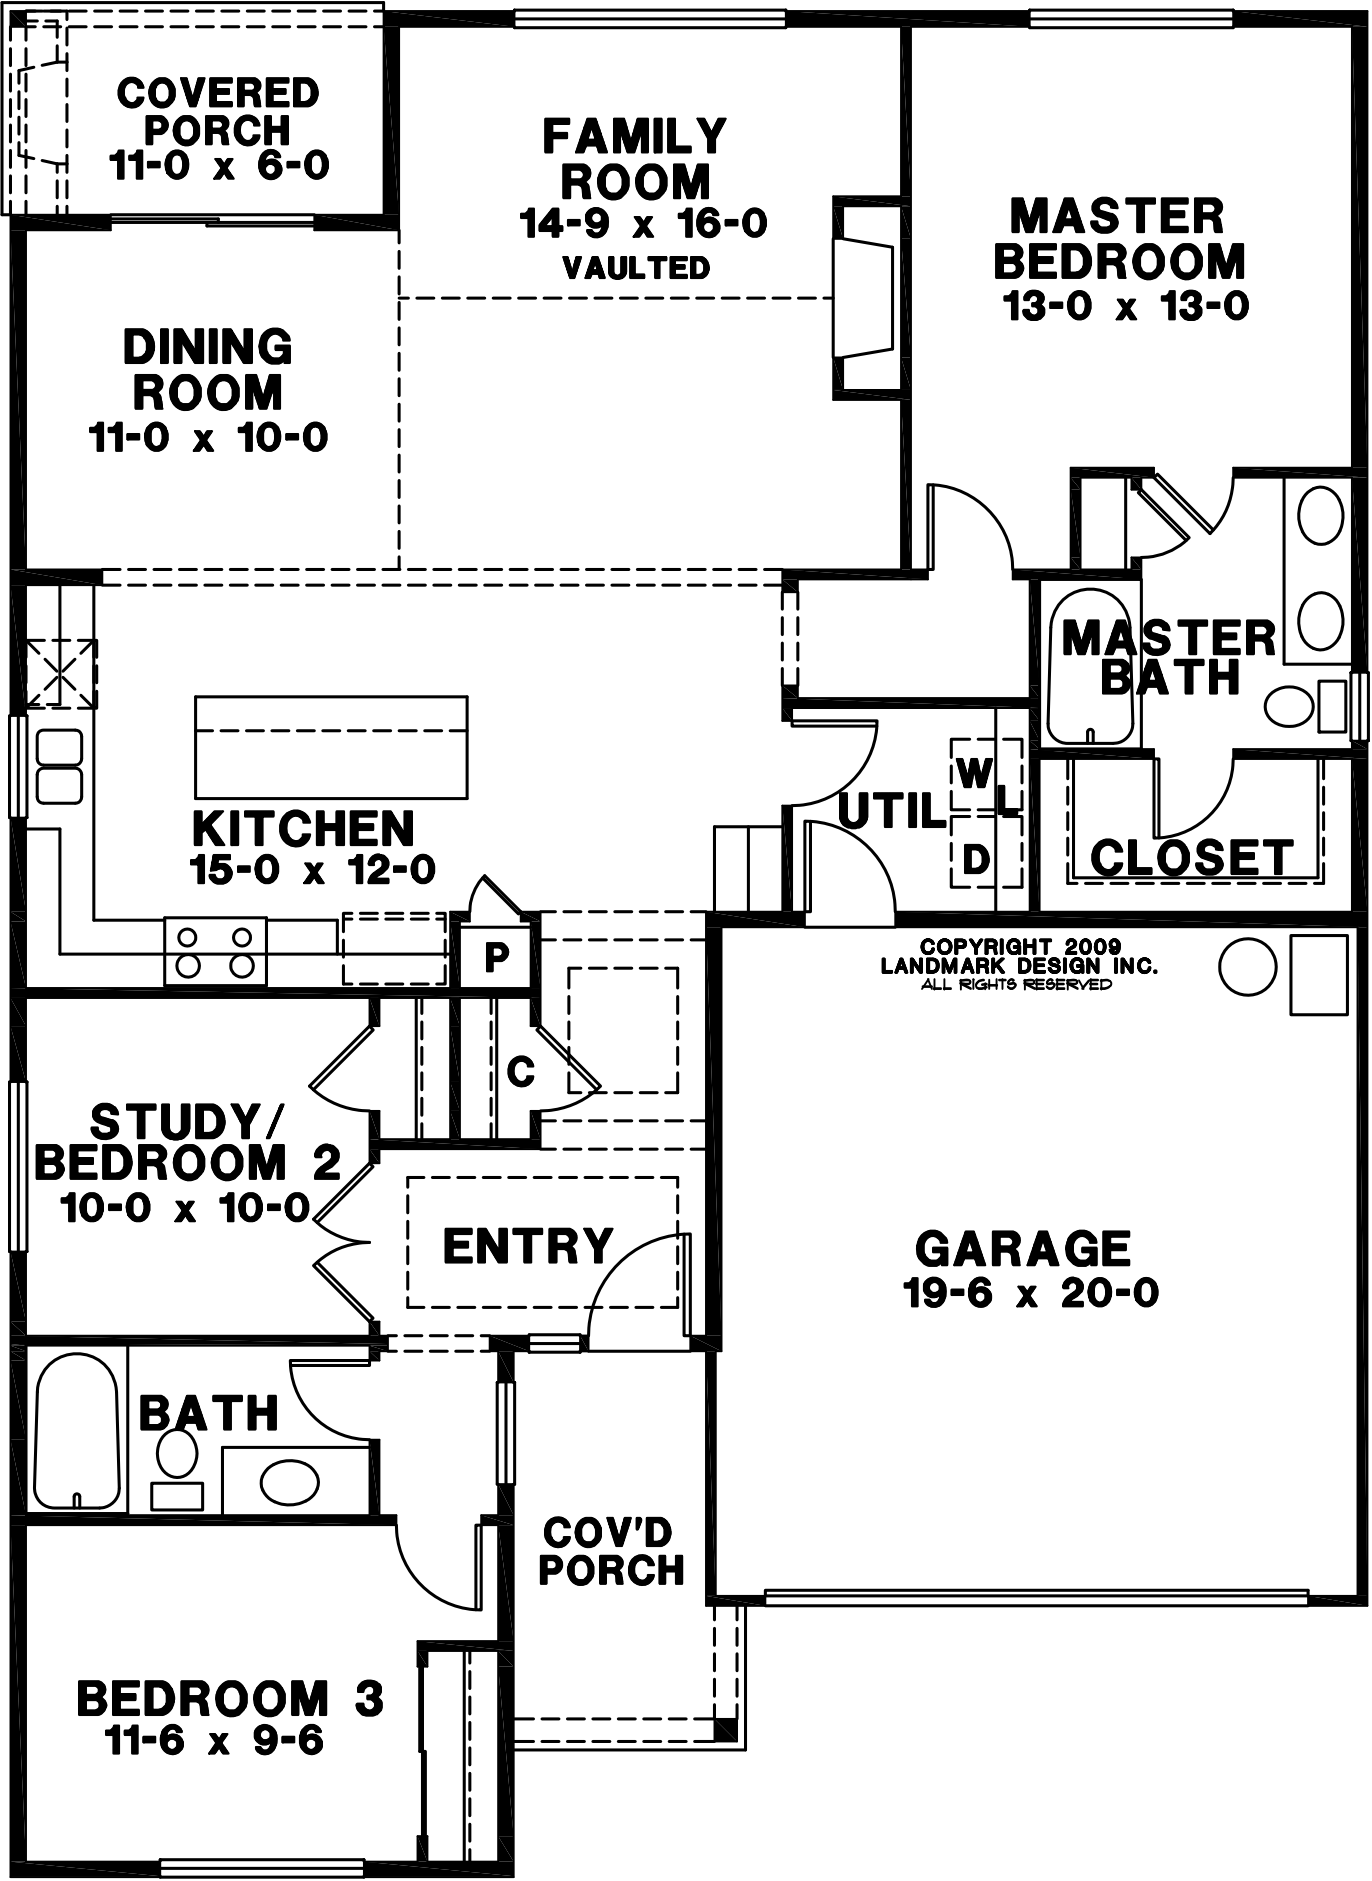 COVERED
PORCH
11-0 x 6-0
FAMILY
ROOM
14-9 x 16-0
VAULTED
MASTER
BEDROOM
13-0 x 13-0
DINING
ROOM
11-0 x 10-0
MASTER
BATH
KITCHEN
15-0 x 12-0
UTIL
W
L
D
CLOSET
P
COPYRIGHT 2009
LANDMARK DESIGN INC.
ALL RIGHTS RESERVED
C
STUDY/
BEDROOM 2
10-0 x 10-0
ENTRY
GARAGE
19-6 x 20-0
BATH
COV'D
PORCH
BEDROOM 3
11-6 x 9-6